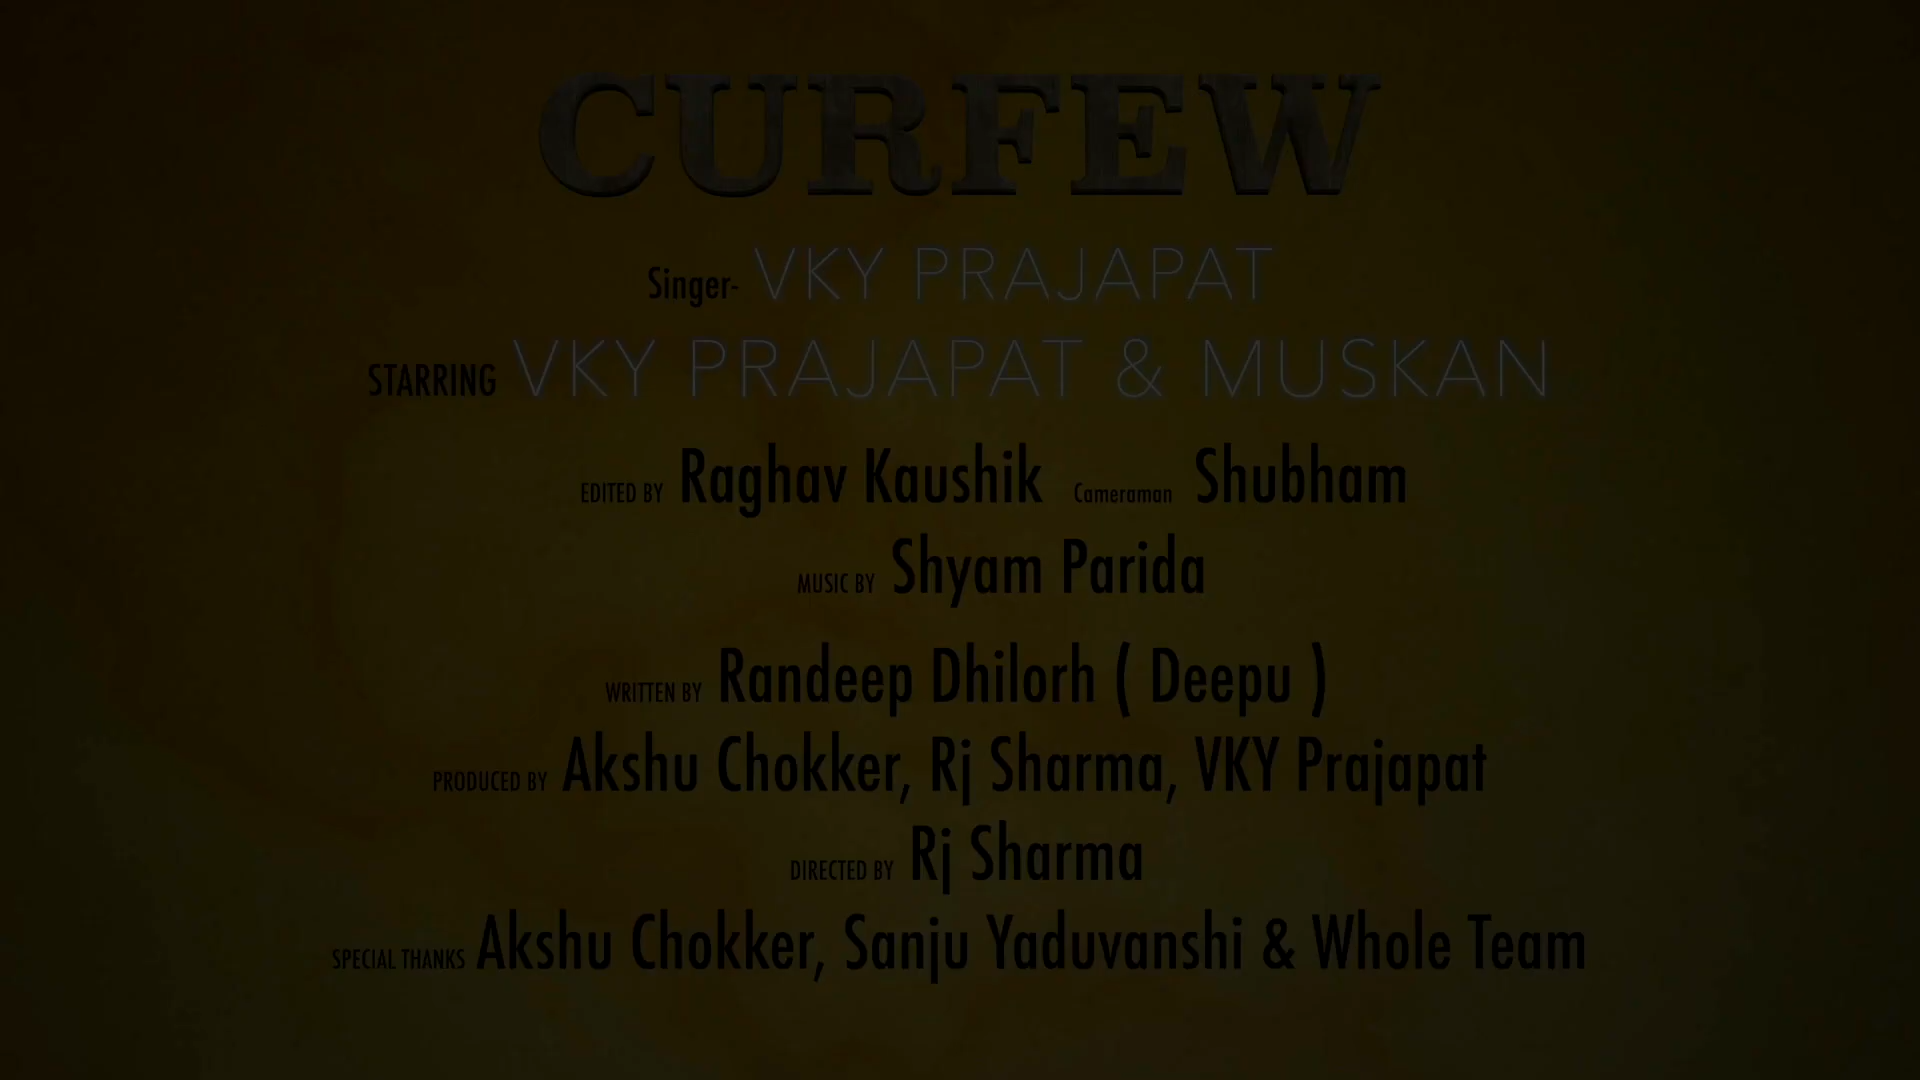 CURFEW
Singer- VKY PRAJAPAT
STARRING VKY PRAJAPAT & MUSKAN
EDITED BY Raghav Kaushik Cameraman Shubham
MUSIC BY Shyam Parida
WRITTEN BY Randeep Dhilorh ( Deepu )
PRODUCED BY Akshu Chokker, Rj Sharma, VKY Prajapat
DIRECTED BY Rj Sharma
SPECIAL THANKS Akshu Chokker, Sanju Yaduvanshi & Whole Team